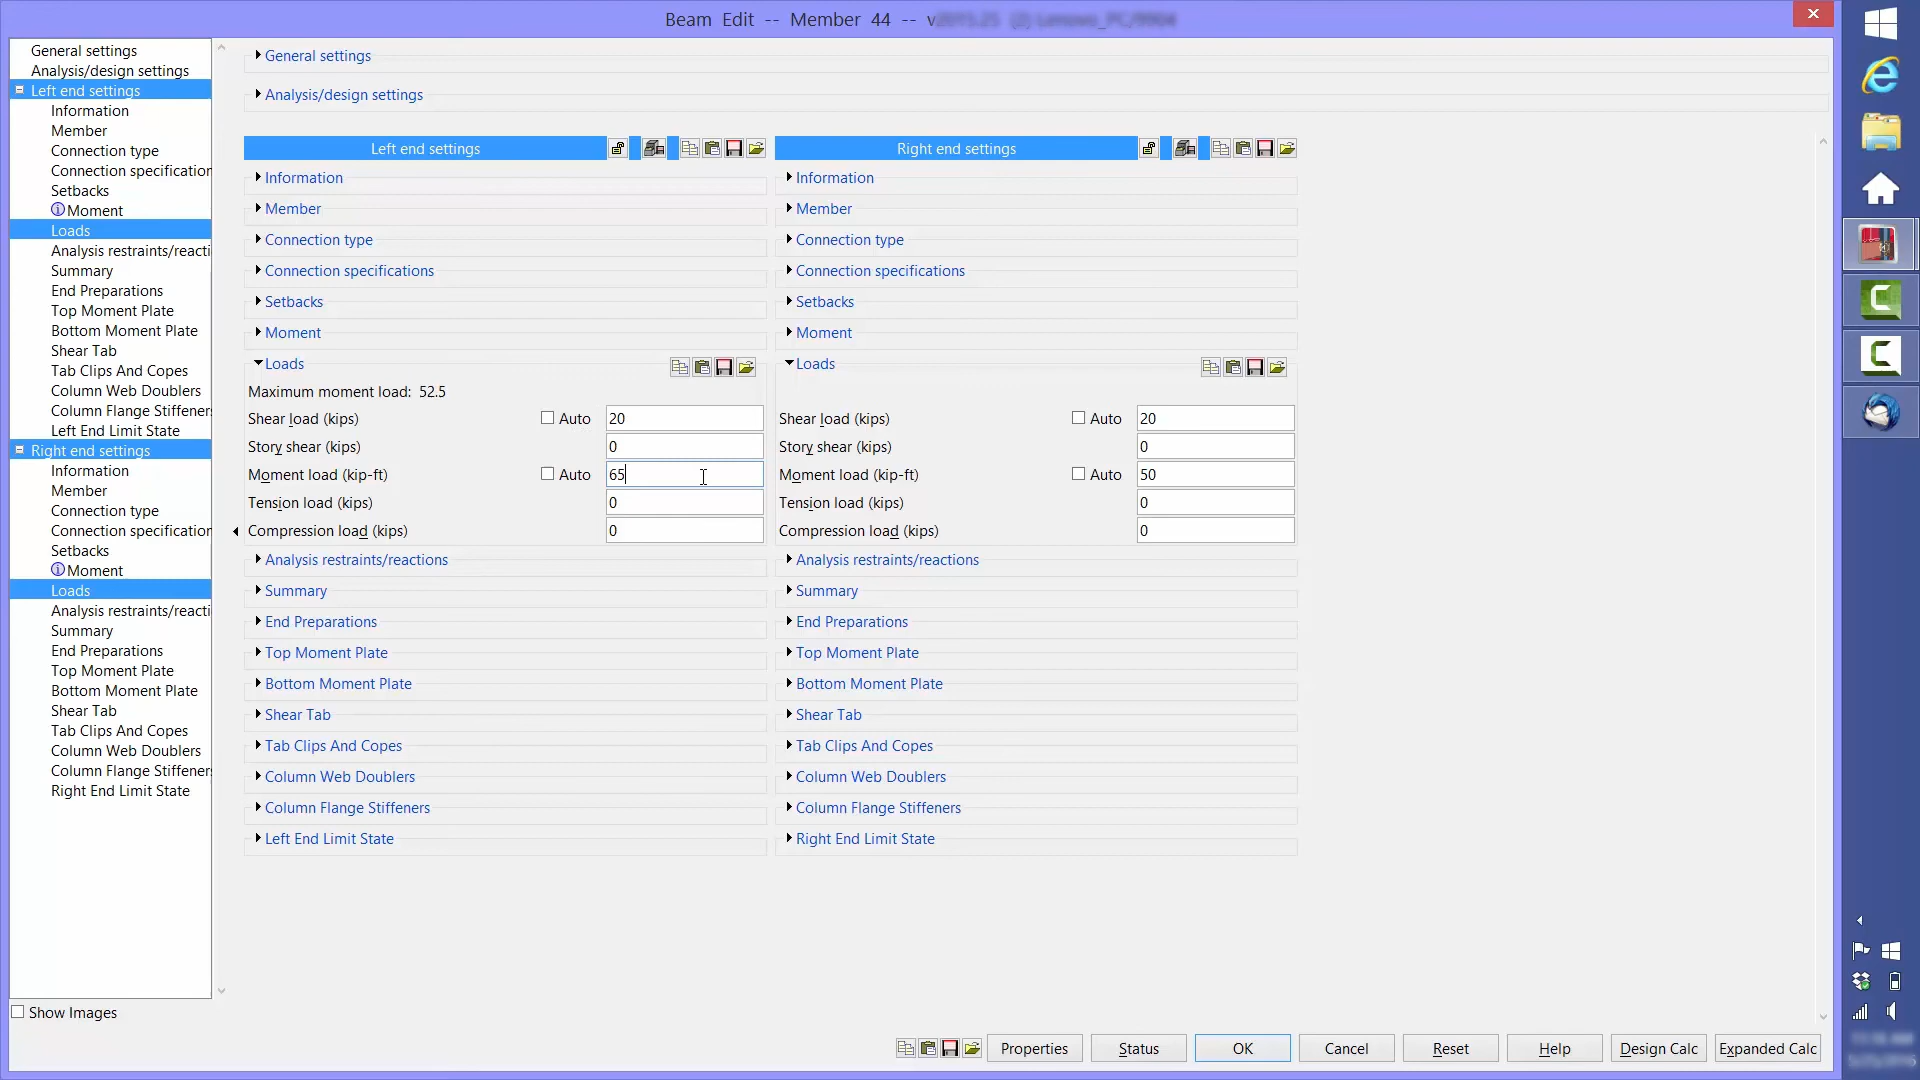 Beam Edit -- Member 44 -- v
General settings
Analysis/design settings
Left end settings
Information
Member
Connection type
Connection specification
Setbacks
Moment
Loads
Analysis restraints/reacti
Summary
End Preparations
Top Moment Plate
Bottom Moment Plate
Shear Tab
Tab Clips And Copes
Column Web Doublers
Column Flange Stiffener
Left End Limit State
Right end settings
Information
Member
Connection type
Connection specification
Setbacks
Moment
Loads
Analysis restraints/reacti
Summary
End Preparations
Top Moment Plate
Bottom Moment Plate
Shear Tab
Tab Clips And Copes
Column Web Doublers
Column Flange Stiffener
Right End Limit State
Show Images
General settings
Analysis/design settings
Left end settings
Information
Member
Connection type
Connection specifications
Setbacks
Moment
Loads
Maximum moment load: 52.5
Shear load (kips) Auto 20
Story shear (kips) 0
Moment load (kip-ft) Auto 65
Tension load (kips) 0
Compression load (kips) 0
Analysis restraints/reactions
Summary
End Preparations
Top Moment Plate
Bottom Moment Plate
Shear Tab
Tab Clips And Copes
Column Web Doublers
Column Flange Stiffeners
Left End Limit State
Right end settings
Information
Member
Connection type
Connection specifications
Setbacks
Moment
Loads
Shear load (kips) Auto 20
Story shear (kips) 0
Moment load (kip-ft) Auto 50
Tension load (kips) 0
Compression load (kips) 0
Analysis restraints/reactions
Summary
End Preparations
Top Moment Plate
Bottom Moment Plate
Shear Tab
Tab Clips And Copes
Column Web Doublers
Column Flange Stiffeners
Right End Limit State
Properties Status OK Cancel Reset Help Design Calc Expanded Calc